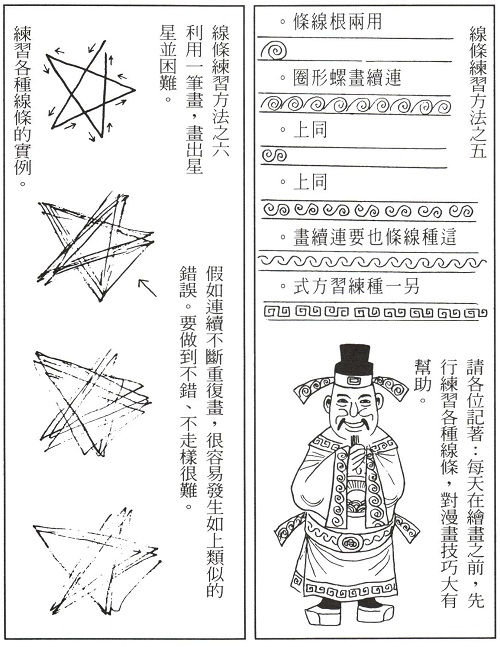 線條練習方法之五
用兩根線條。
連續畫螺形圈。
同上。
同上。
這種線條也要連續畫。
另一種練習方式。
請各位記著：每天在繪畫之前，先
行練習各種線條，對漫畫技巧大有
幫助。
線條練習方法之六
利用一筆畫，畫出星
星並困難。
假如連續不斷重復畫，很容易發生如上類似的
錯誤。要做到不錯、不走樣很難。
練習各種線條的實例。